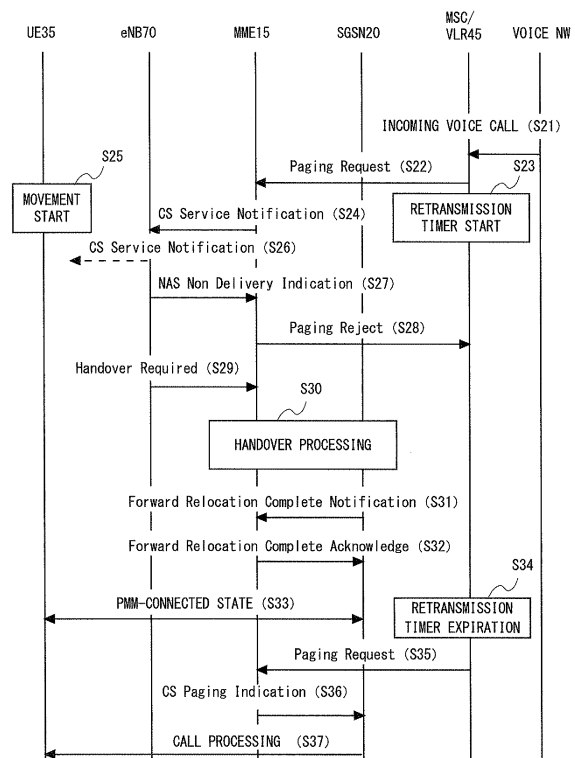 MSC/
UE35 eNB70 MME15 SGSN20 VLR45 VOICE NW
INCOMING VOICE CALL (S21)
S25
Paging Request (S22)
S23
MOVEMENT
START
RETRANSMISSION
TIMER START
CS Service Notification (S24)
CS Service Notification (S26)
NAS Non Delivery Indication (S27)
Paging Reject (S28)
Handover Required (S29)
S30
HANDOVER PROCESSING
Forward Relocation Complete Notification (S31)
Forward Relocation Complete Acknowledge (S32)
S34
PMM-CONNECTED STATE (S33)
RETRANSMISSION
TIMER EXPIRATION
Paging Request (S35)
CS Paging Indication (S36)
CALL PROCESSING (S37)